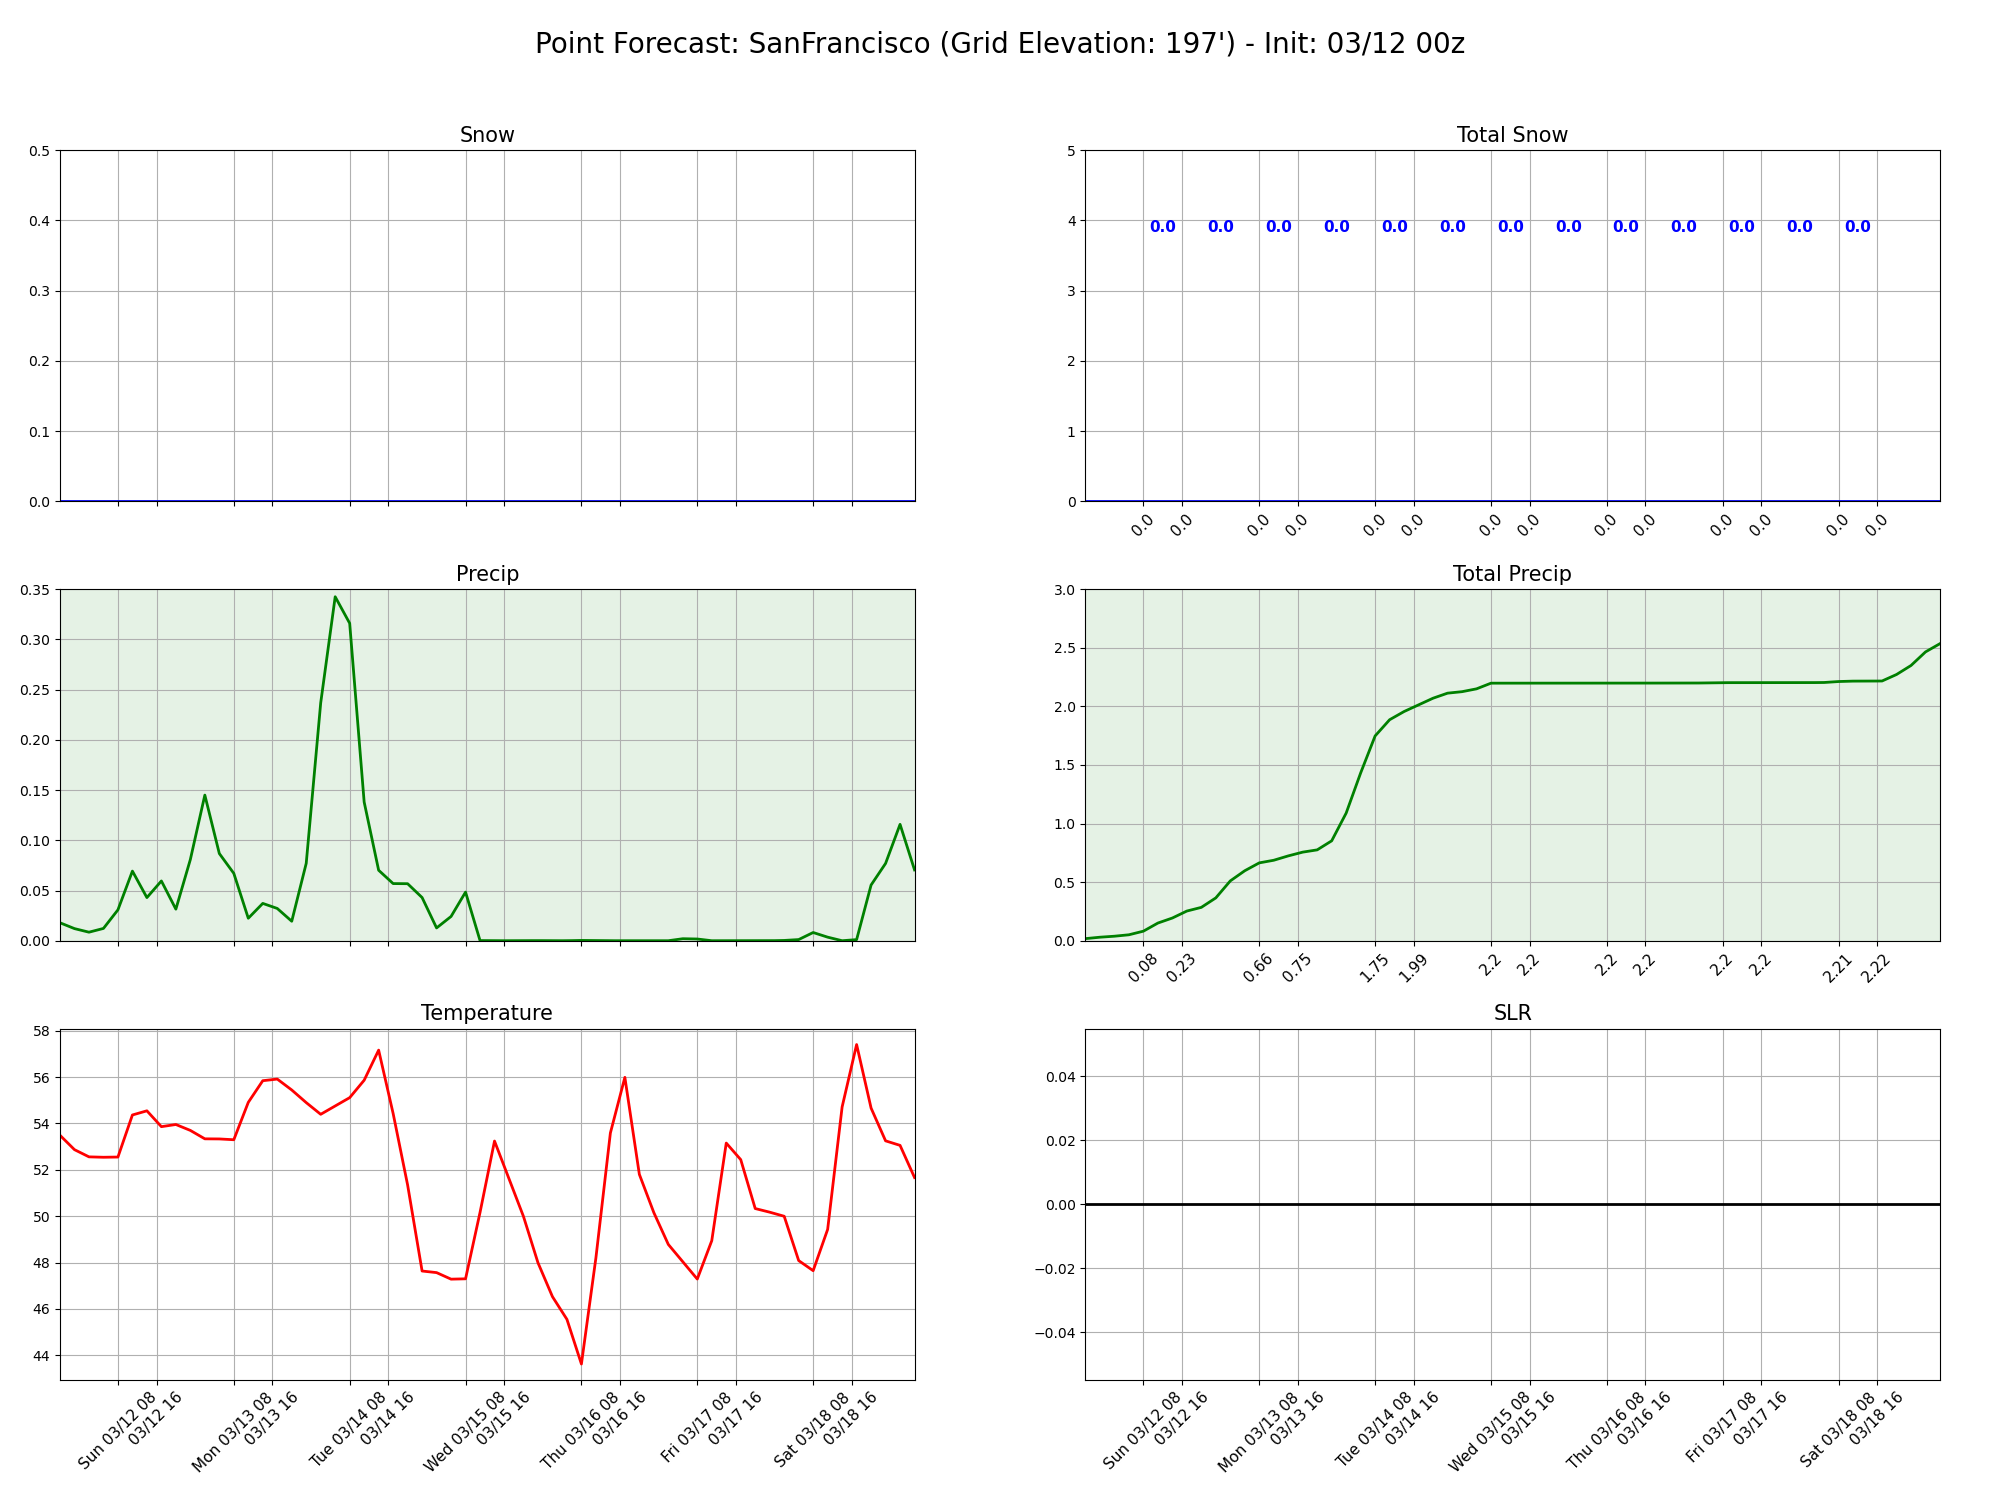 Point Forecast: SanFrancisco (Grid Elevation: 197') - Init: 03/12 00z
Snow
0.5
0.4
0.3
0.2
0.1
0.0
Total Snow
5
4
3
2
1
0
0.0 0.0 0.0 0.0 0.0 0.0 0.0 0.0 0.0 0.0 0.0 0.0 0.0
0.0 0.0 0.0 0.0 0.0 0.0 0.0 0.0 0.0 0.0 0.0 0.0 0.0 0.0
Precip
0.35
0.30
0.25
0.20
0.15
0.10
0.05
0.00
Total Precip
3.0
2.5
2.0
1.5
1.0
0.5
0.0
0.08 0.23 0.66 0.75 1.75 1.99 2.2 2.2 2.2 2.2 2.2 2.2 2.21 2.22
Temperature
58
56
54
52
50
48
46
44
Sun 03/12 08
03/12 16
Mon 03/13 08
03/13 16
Tue 03/14 08
03/14 16
Wed 03/15 08
03/15 16
Thu 03/16 08
03/16 16
Fri 03/17 08
03/17 16
Sat 03/18 08
03/18 16
SLR
0.04
0.02
0.00
−0.02
−0.04
Sun 03/12 08
03/12 16
Mon 03/13 08
03/13 16
Tue 03/14 08
03/14 16
Wed 03/15 08
03/15 16
Thu 03/16 08
03/16 16
Fri 03/17 08
03/17 16
Sat 03/18 08
03/18 16